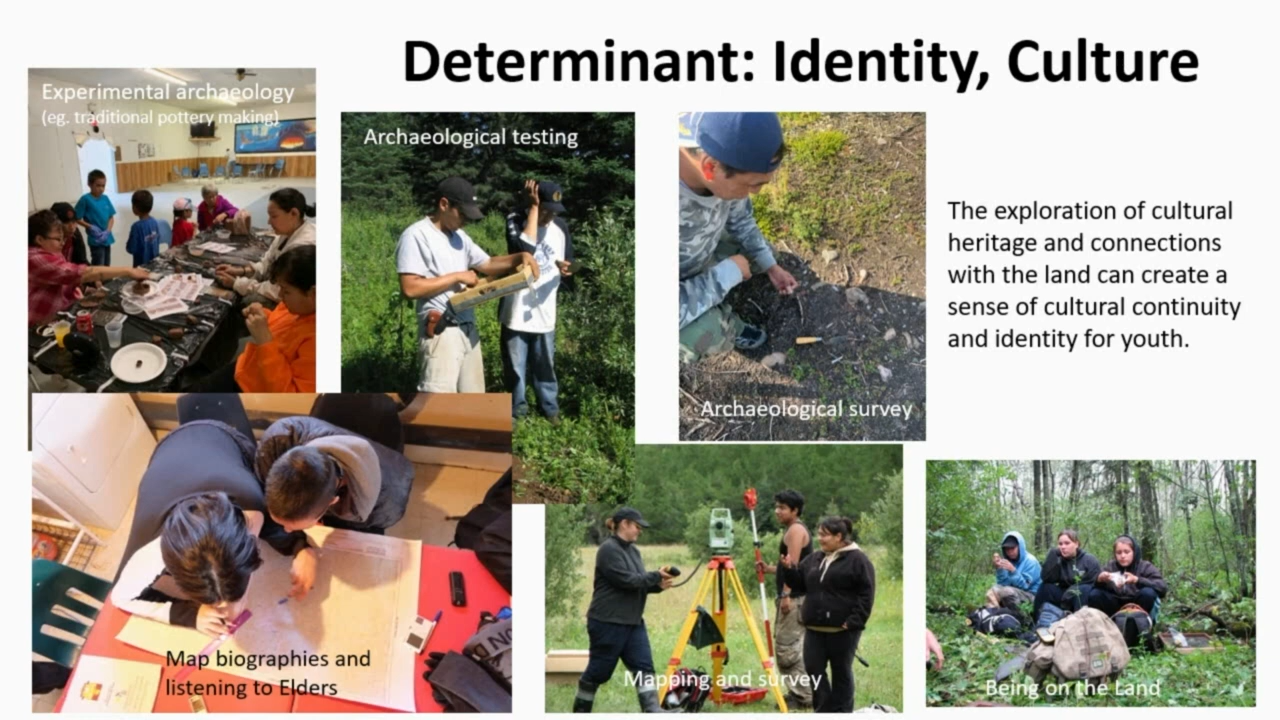 Determinant: Identity, Culture
Experimental archaeology
(eg. traditional pottery making)
Archaeological testing
Archaeological survey
The exploration of cultural
heritage and connections
with the land can create a
sense of cultural continuity
and identity for youth.
Map biographies and
listening to Elders
Mapping and survey
Being on the Land